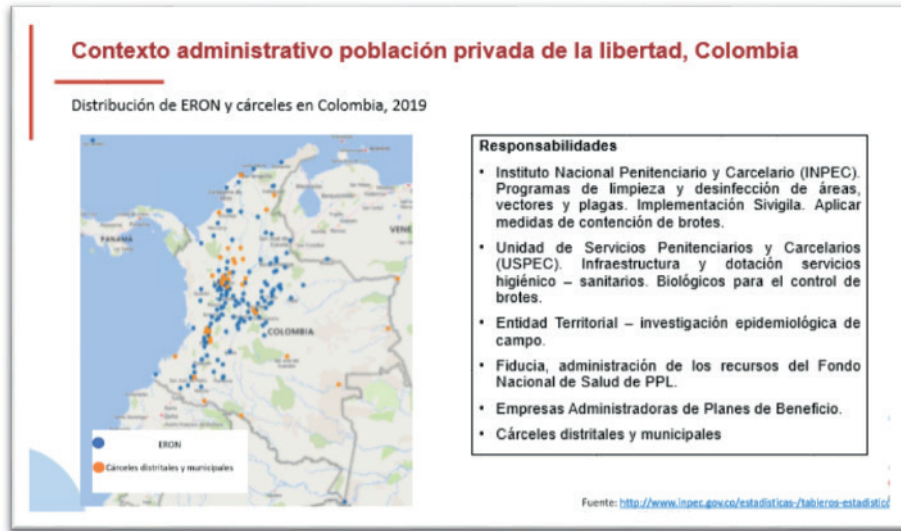 Contexto administrativo población privada de la libertad, Colombia
Distribución de ERON y cárceles en Colombia, 2019
PANAMA
COLOMBIA
ERON
Cárceles distritales y municipales
Responsabilidades
• Instituto Nacional Penitenciario y Carcelario (INPEC).
Programas de limpieza y desinfección de áreas,
vectores y plagas. Implementación Sivigila. Aplicar
medidas de contención de brotes.
• Unidad de Servicios Penitenciarios y Carcelarios
(USPEC). Infraestructura y dotación servicios
higiénico – sanitarios. Biológicos para el control de
brotes.
• Entidad Territorial – investigación epidemiológica de
campo.
• Fiducia, administración de los recursos del Fondo
Nacional de Salud de PPL.
• Empresas Administradoras de Planes de Beneficio.
• Cárceles distritales y municipales
Fuente: http://www.inpec.gov.co/estadisticas-/tableros-estadistico